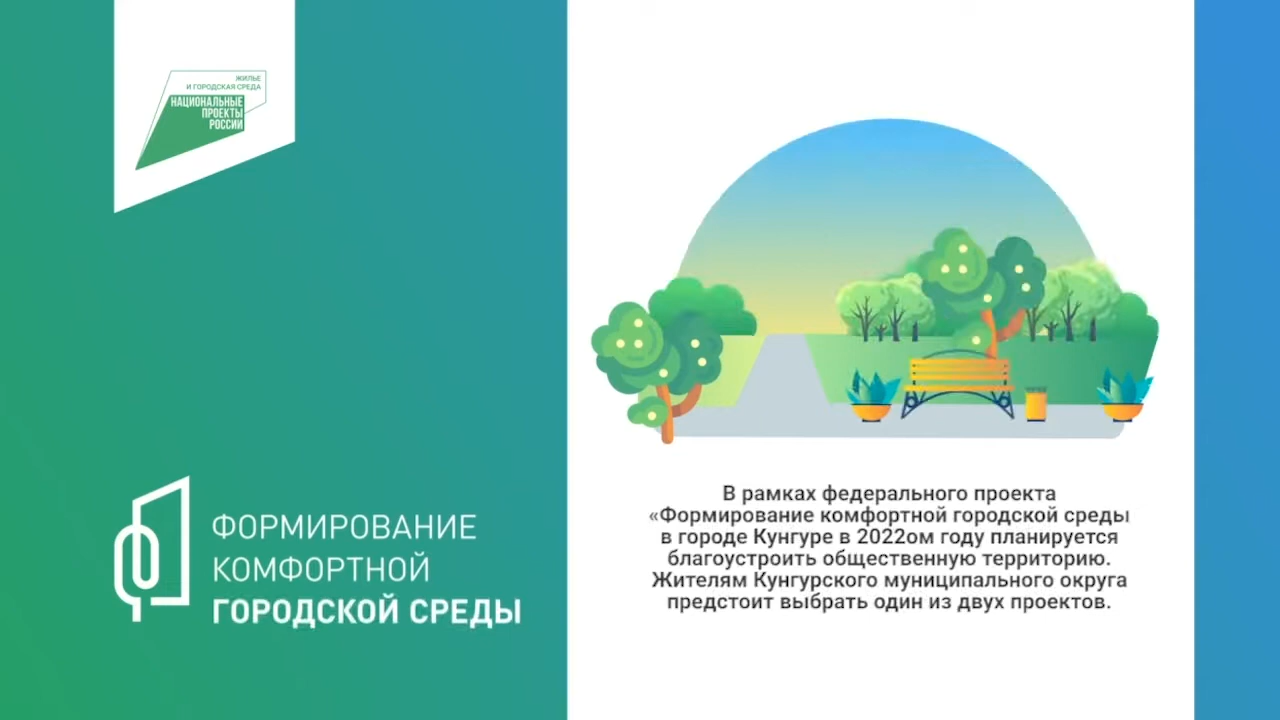 ЖИЛЬЕ
И ГОРОДСКАЯ СРЕДА
НАЦИОНАЛЬНЫЕ
ПРОЕКТЫ
РОССИИ
ФОРМИРОВАНИЕ
КОМФОРТНОЙ
ГОРОДСКОЙ СРЕДЫ
В рамках федерального проекта
«Формирование комфортной городской среды
в городе Кунгуре в 2022ом году планируется
благоустроить общественную территорию.
Жителям Кунгурского муниципального округа
предстоит выбрать один из двух проектов.